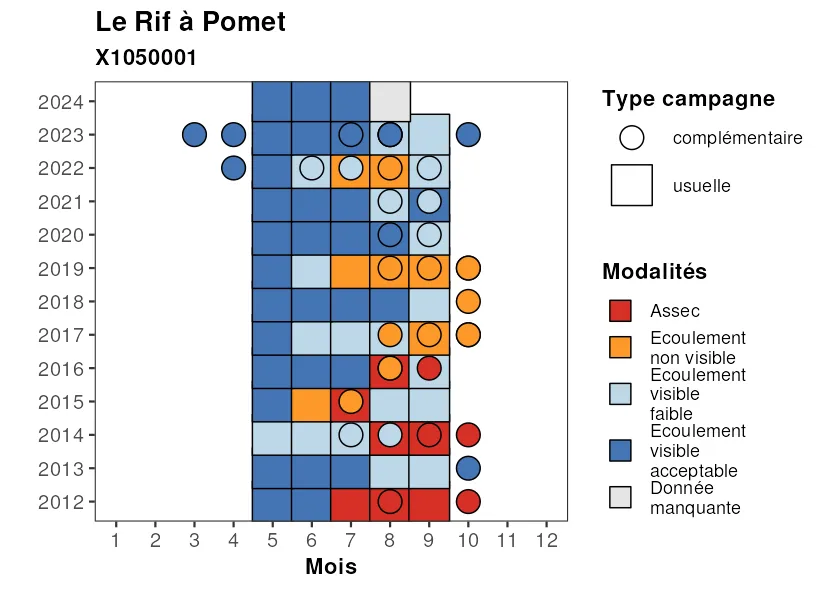 Le Rif à Pomet
X1050001
2024
2023
2022
2021
2020
2019
2018
2017
2016
2015
2014
2013
2012
1 2 3 4 5 6 7 8 9 10 11 12
Mois
Type campagne
complémentaire
usuelle
Modalités
Assec
Ecoulement
non visible
Ecoulement
visible
faible
Ecoulement
visible
acceptable
Donnée
manquante